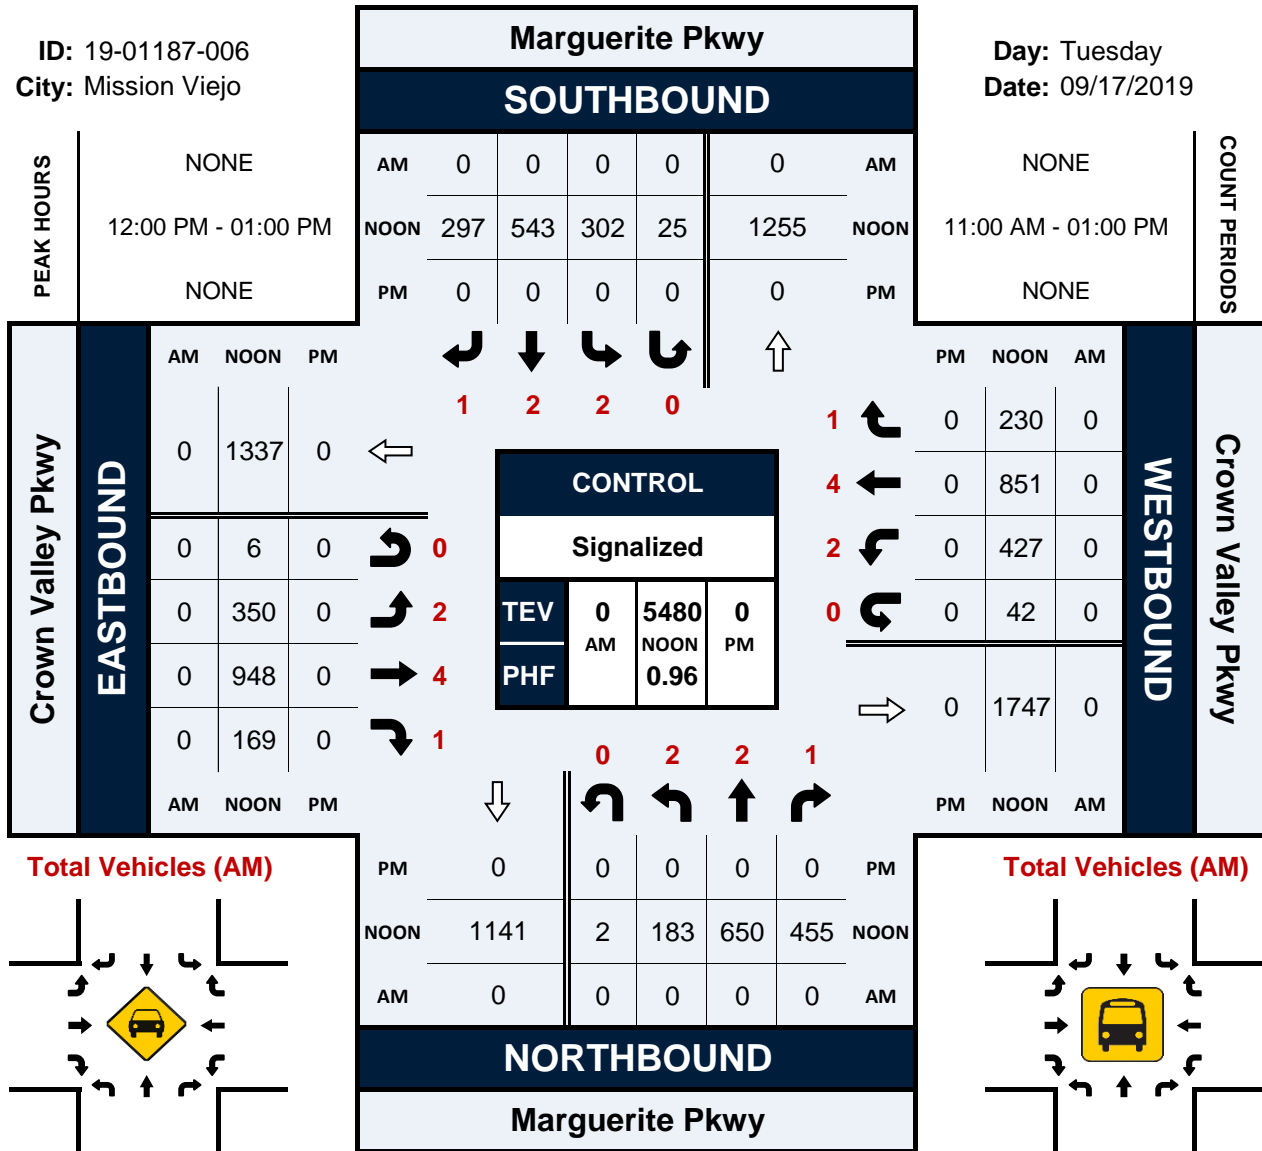 ID: 19-01187-006
City: Mission Viejo
Marguerite Pkwy
SOUTHBOUND
Day: Tuesday
Date: 09/17/2019
PEAK HOURS
NONE
12:00 PM - 01:00 PM
NONE
AM 0 0 0 0 0 AM
NOON 297 543 302 25 1255 NOON
PM 0 0 0 0 0 PM
NONE
11:00 AM - 01:00 PM
NONE
COUNT PERIODS
1 2 2 0
Crown Valley Pkwy
EASTBOUND
AM NOON PM
0 1337 0
0 6 0 0
0 350 0 2
0 948 0 4
0 169 0 1
AM NOON PM
CONTROL
Signalized
TEV 0 5480 0
AM NOON PM
PHF 0.96
PM NOON AM
1 0 230 0
4 0 851 0
2 0 427 0
0 0 42 0
0 1747 0
PM NOON AM
WESTBOUND
Crown Valley Pkwy
0 2 2 1
PM 0 0 0 0 0 PM
NOON 1141 2 183 650 455 NOON
AM 0 0 0 0 0 AM
NORTHBOUND
Marguerite Pkwy
Total Vehicles (AM)
Total Vehicles (AM)